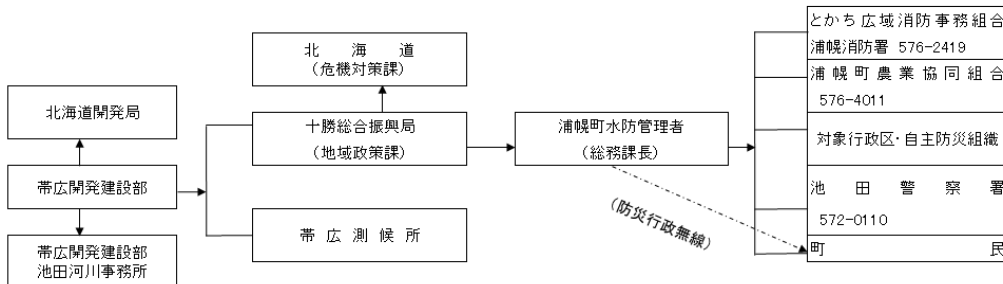 北海道開発局
帯広開発建設部
帯広開発建設部
池田河川事務所
北海道
(危機対策課)
十勝総合振興局
(地域政策課)
帯広測候所
浦幌町水防管理者
(総務課長)
(防災行政無線)
とかち広域消防事務組合
浦幌消防署 576-2419
浦幌町農業協同組合
576-4011
対象行政区・自主防災組織
池田警察署
572-0110
町民